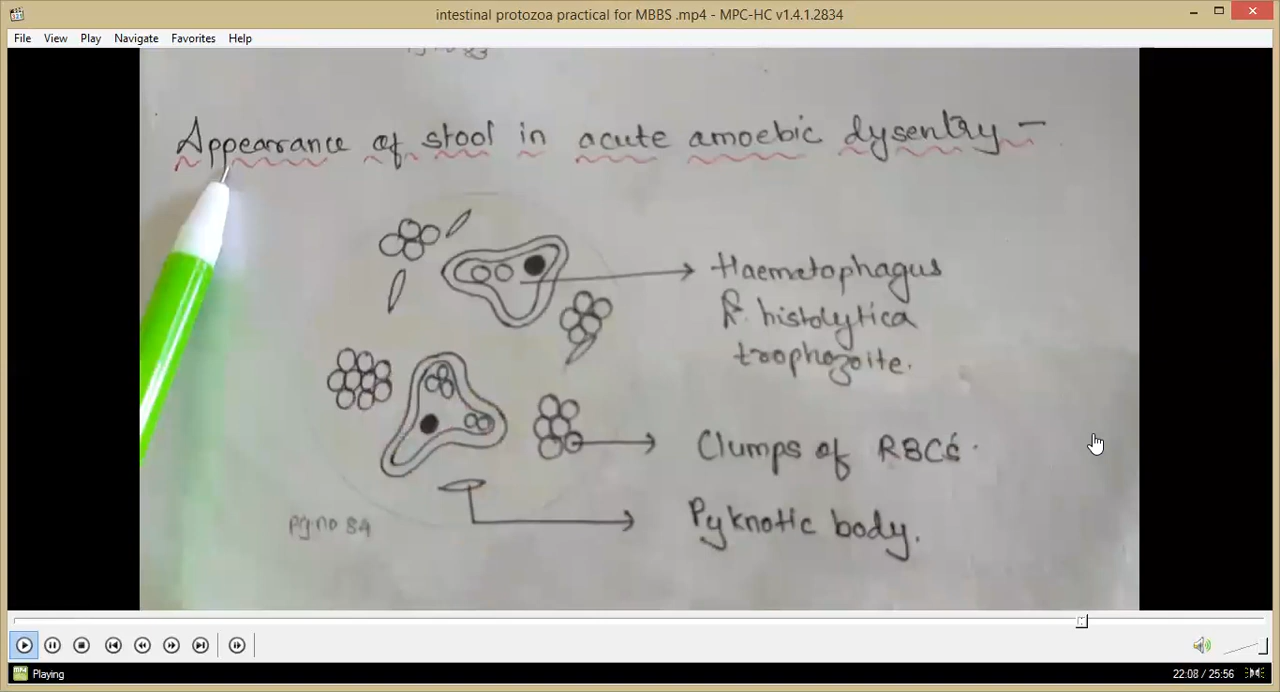 intestinal protozoa practical for MBBS .mp4 - MPC-HC v1.4.1.2834
File View Play Navigate Favorites Help
Appearance of stool in acute amoebic dysentry -
Haematophagus
E. histolytica
trophozoite.
Clumps of RBCs.
Pyknotic body.
pg no 84
Playing
22:08 / 25:56